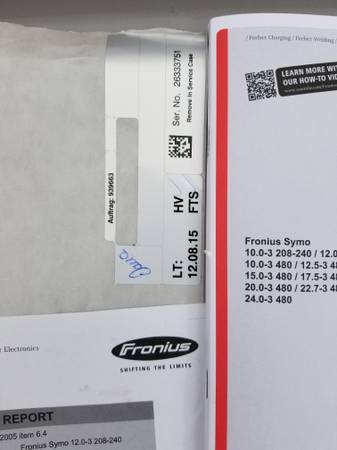 Ser. No. 26333751
Remove in Service Case
Auftrag: 939663
HV
FTS
LT:
12.08.15
r Electronics
Fronius
SHIFTING THE LIMITS
REPORT
2005 item 6.4
Fronius Symo 12.0-3 208-240
/ Perfect Charging / Perfect Welding /
LEARN MORE WI
OUR HOW-TO VID
Fronius Symo
10.0-3 208-240 / 12.0
10.0-3 480 / 12.5-3 48
15.0-3 480 / 17.5-3 48
20.0-3 480 / 22.7-3 48
24.0-3 480